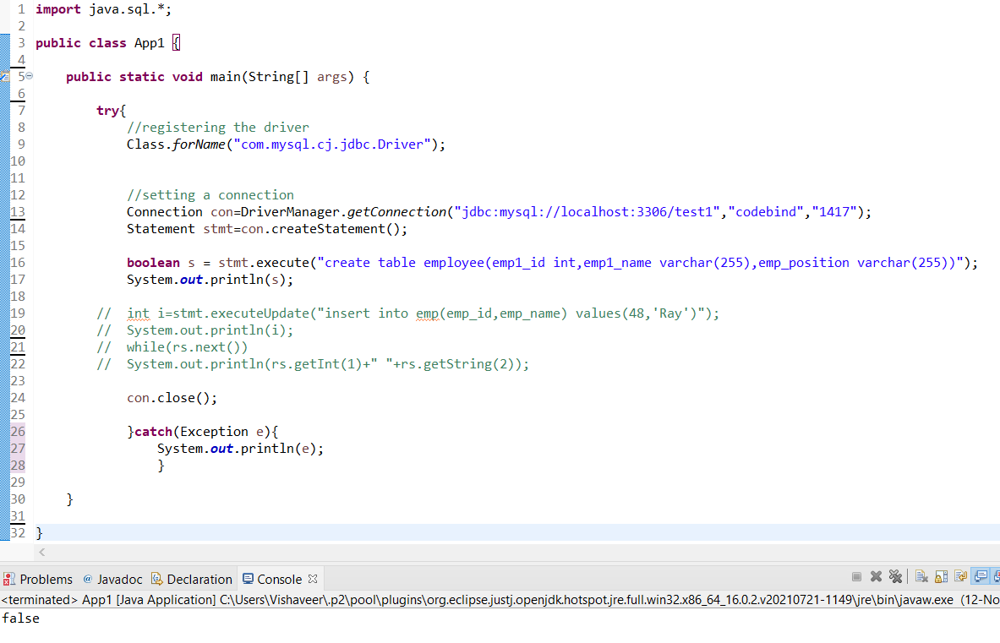 1 import java.sql.*;
2
3 public class App1 {
4
5 public static void main(String[] args) {
6
7 try{
8 //registering the driver
9 Class.forName("com.mysql.cj.jdbc.Driver");
10
11
12 //setting a connection
13 Connection con=DriverManager.getConnection("jdbc:mysql://localhost:3306/test1","codebind","1417");
14 Statement stmt=con.createStatement();
15
16 boolean s = stmt.execute("create table employee(emp1_id int,emp1_name varchar(255),emp_position varchar(255))");
17 System.out.println(s);
18
19 // int i=stmt.executeUpdate("insert into emp(emp_id,emp_name) values(48,'Ray')");
20 // System.out.println(i);
21 // while(rs.next())
22 // System.out.println(rs.getInt(1)+" "+rs.getString(2));
23
24 con.close();
25
26 }catch(Exception e){
27 System.out.println(e);
28 }
29
30 }
31
32 }
Problems @ Javadoc Declaration Console
<terminated> App1 [Java Application] C:\Users\Vishaveer\.p2\pool\plugins\org.eclipse.justj.openjdk.hotspot.jre.full.win32.x86_64_16.0.2.v20210721-1149\jre\bin\javaw.exe (12-No
false